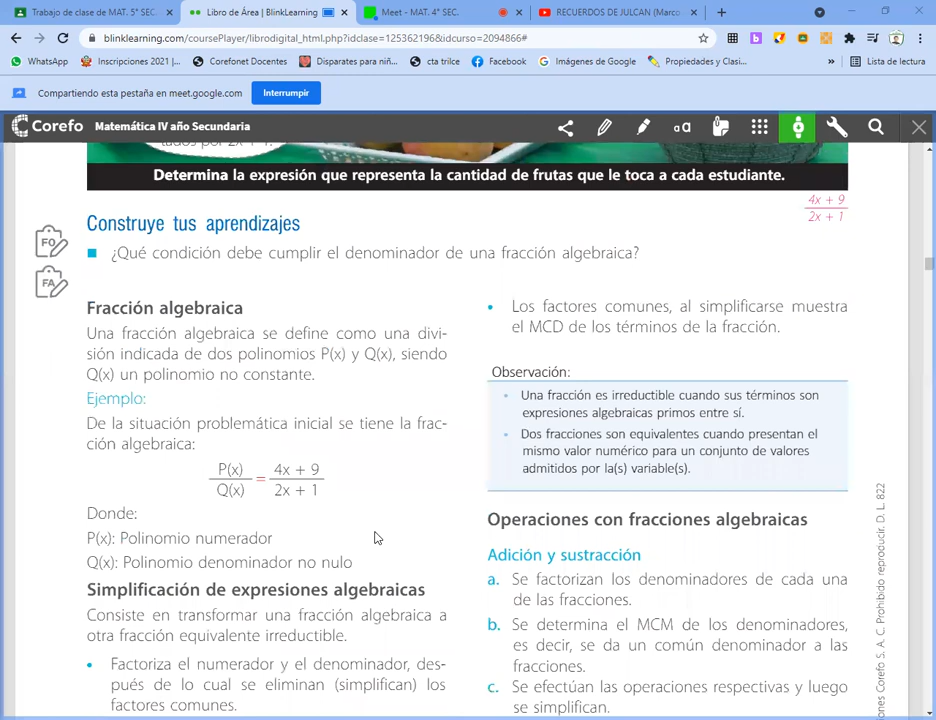 Trabajo de clase de MAT. 5° SEC
Libro de Área | BlinkLearning
Meet - MAT. 4° SEC.
RECUERDOS DE JULCAN (Marco
blinklearning.com/coursePlayer/librodigital_html.php?idclase=125362196&idcurso=2094866#
WhatsApp
Inscripciones 2021 |...
Corefonet Docentes
Disparates para niñ...
cta trilce
Facebook
Imágenes de Google
Propiedades y Clasi...
»
Lista de lectura
Compartiendo esta pestaña en meet.google.com
Interrumpir
Corefo
Matemática IV año Secundaria
tados por 2x + 1.
Determina la expresión que representa la cantidad de frutas que le toca a cada estudiante.
4x + 9
2x + 1
Construye tus aprendizajes
FO
¿Qué condición debe cumplir el denominador de una fracción algebraica?
FA
Fracción algebraica
Una fracción algebraica se define como una divi-
sión indicada de dos polinomios P(x) y Q(x), siendo
Q(x) un polinomio no constante.
Ejemplo:
De la situación problemática inicial se tiene la frac-
ción algebraica:
P(x) = 4x + 9
Q(x) 2x + 1
Donde:
P(x): Polinomio numerador
Q(x): Polinomio denominador no nulo
Simplificación de expresiones algebraicas
Consiste en transformar una fracción algebraica a
otra fracción equivalente irreductible.
• Factoriza el numerador y el denominador, des-
pués de lo cual se eliminan (simplifican) los
factores comunes.
• Los factores comunes, al simplificarse muestra
el MCD de los términos de la fracción.
Observación:
• Una fracción es irreductible cuando sus términos son
expresiones algebraicas primos entre sí.
• Dos fracciones son equivalentes cuando presentan el
mismo valor numérico para un conjunto de valores
admitidos por la(s) variable(s).
Operaciones con fracciones algebraicas
Adición y sustracción
a. Se factorizan los denominadores de cada una
de las fracciones.
b. Se determina el MCM de los denominadores,
es decir, se da un común denominador a las
fracciones.
c. Se efectúan las operaciones respectivas y luego
se simplifican.
iones Corefo S. A. C. Prohibido reproducir. D. L. 822